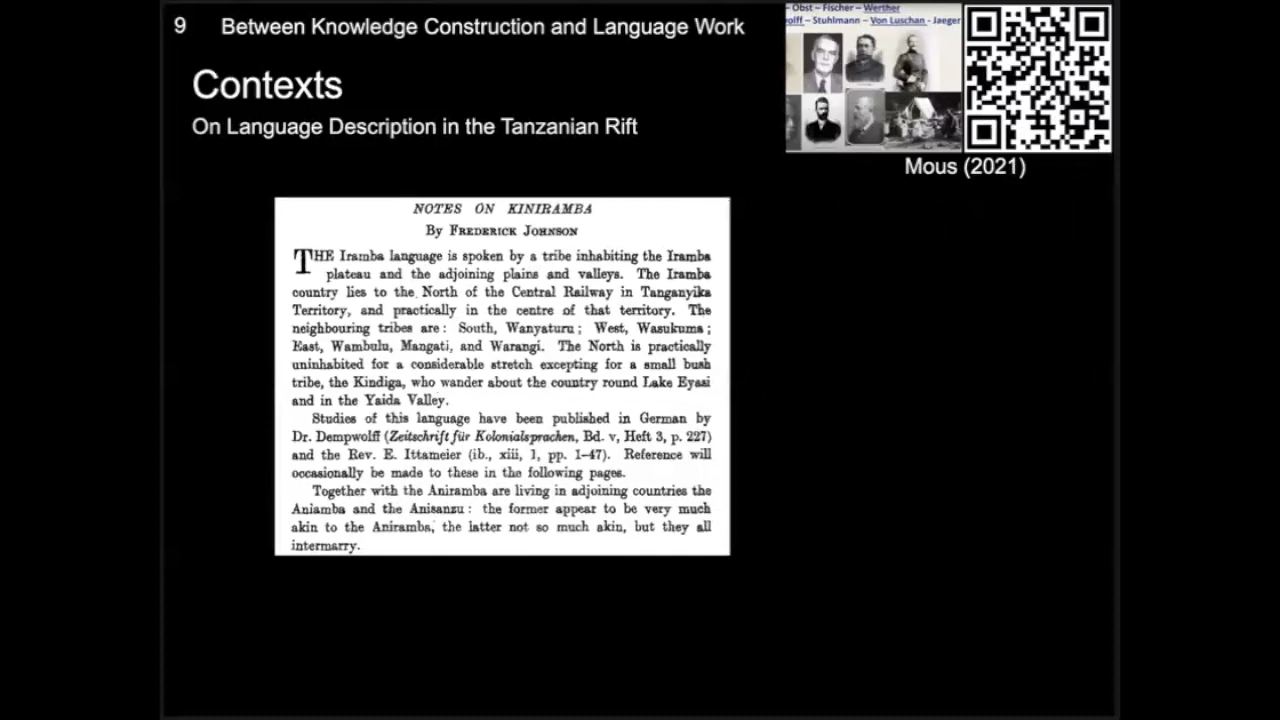 9 Between Knowledge Construction and Language Work
Contexts
On Language Description in the Tanzanian Rift
– Obst – Fischer – Werther
wolff – Stuhlmann – Von Luschan - Jaeger
Mous (2021)
NOTES ON KINIRAMBA
By FREDERICK JOHNSON
THE Iramba language is spoken by a tribe inhabiting the Iramba
plateau and the adjoining plains and valleys. The Iramba
country lies to the North of the Central Railway in Tanganyika
Territory, and practically in the centre of that territory. The
neighbouring tribes are: South, Wanyaturu; West, Wasukuma;
East, Wambulu, Mangati, and Warangi. The North is practically
uninhabited for a considerable stretch excepting for a small bush
tribe, the Kindiga, who wander about the country round Lake Eyasi
and in the Yaida Valley.
Studies of this language have been published in German by
Dr. Dempwolff (Zeitschrift für Kolonialsprachen, Bd. v, Heft 3, p. 227)
and the Rev. E. Ittameier (ib., xiii, 1, pp. 1–47). Reference will
occasionally be made to these in the following pages.
Together with the Aniramba are living in adjoining countries the
Aniamba and the Anisanzu: the former appear to be very much
akin to the Aniramba, the latter not so much akin, but they all
intermarry.